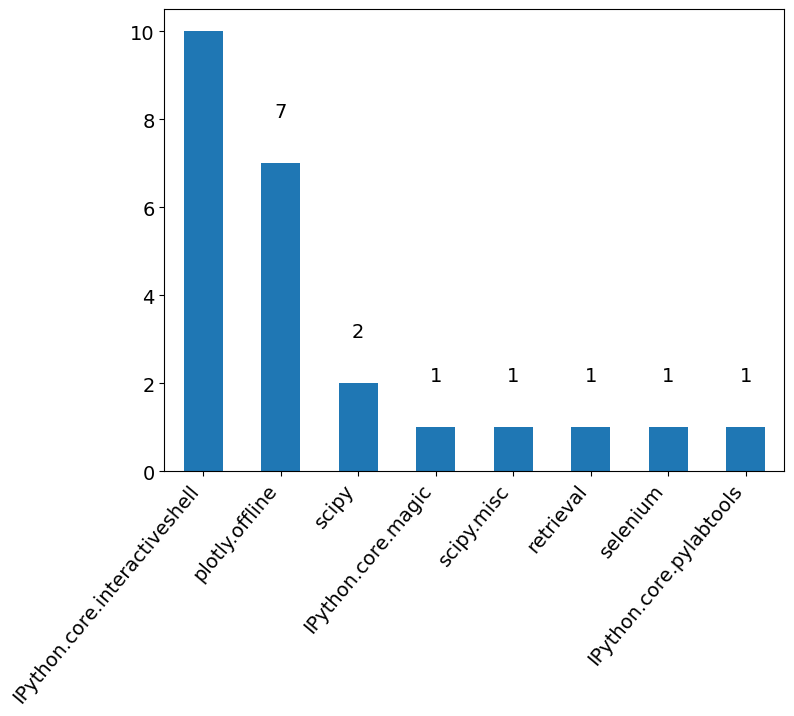 10
8
6
4
2
0
7
2
1
1
1
1
1
IPython.core.interactiveshell
plotly.offline
scipy
IPython.core.magic
scipy.misc
retrieval
selenium
IPython.core.pylabtools